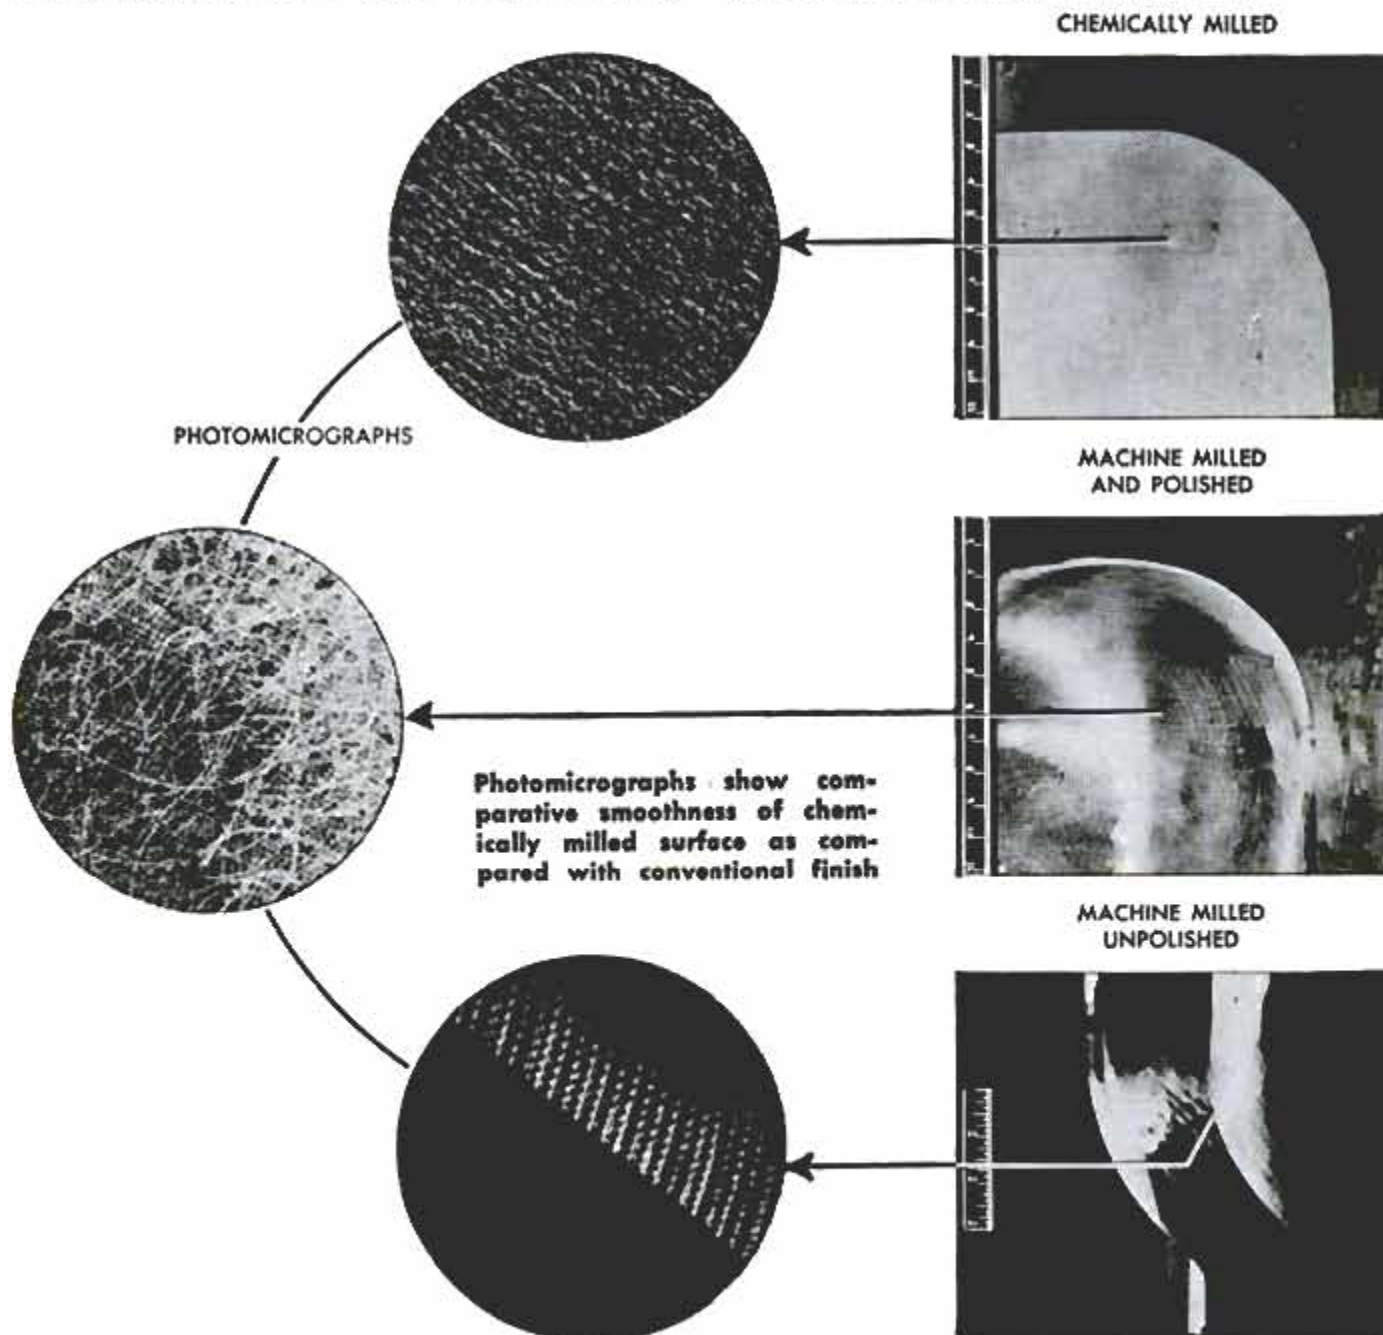 CHEMICALLY MILLED
PHOTOMICROGRAPHS
MACHINE MILLED
AND POLISHED
Photomicrographs show com-
parative smoothness of chem-
ically milled surface as com-
pared with conventional finish
MACHINE MILLED
UNPOLISHED